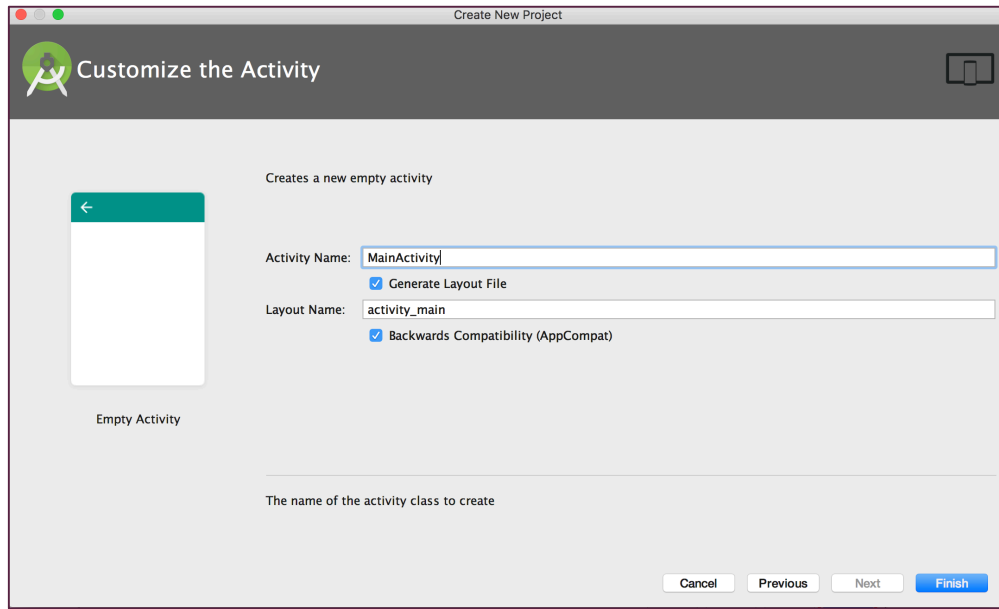 Create New Project
Customize the Activity
Creates a new empty activity
Activity Name: MainActivity
Generate Layout File
Layout Name: activity_main
Backwards Compatibility (AppCompat)
Empty Activity
The name of the activity class to create
Cancel Previous Next Finish